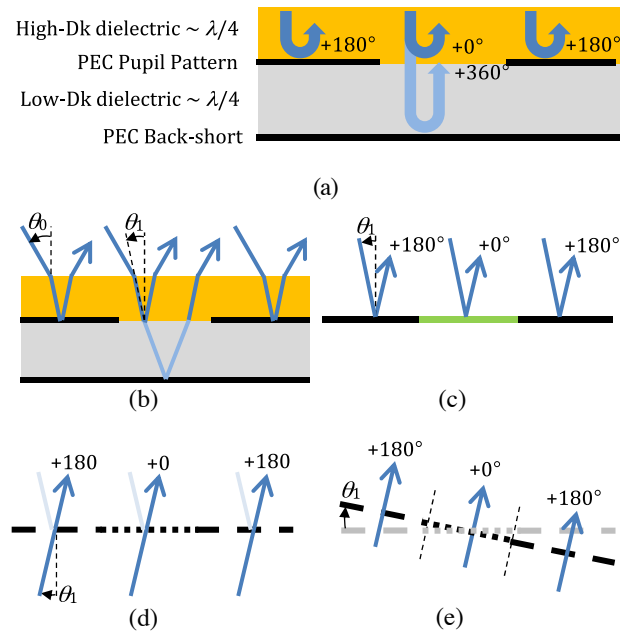 High-Dk dielectric ~ λ/4
+180°
+0°
+180°
PEC Pupil Pattern
+360°
Low-Dk dielectric ~ λ/4
PEC Back-short
(a)
θ0
θ1
θ1
+180°
+0°
+180°
(b)
(c)
+180
+0
+180
θ1
+180°
+0°
+180°
θ1
(d)
(e)